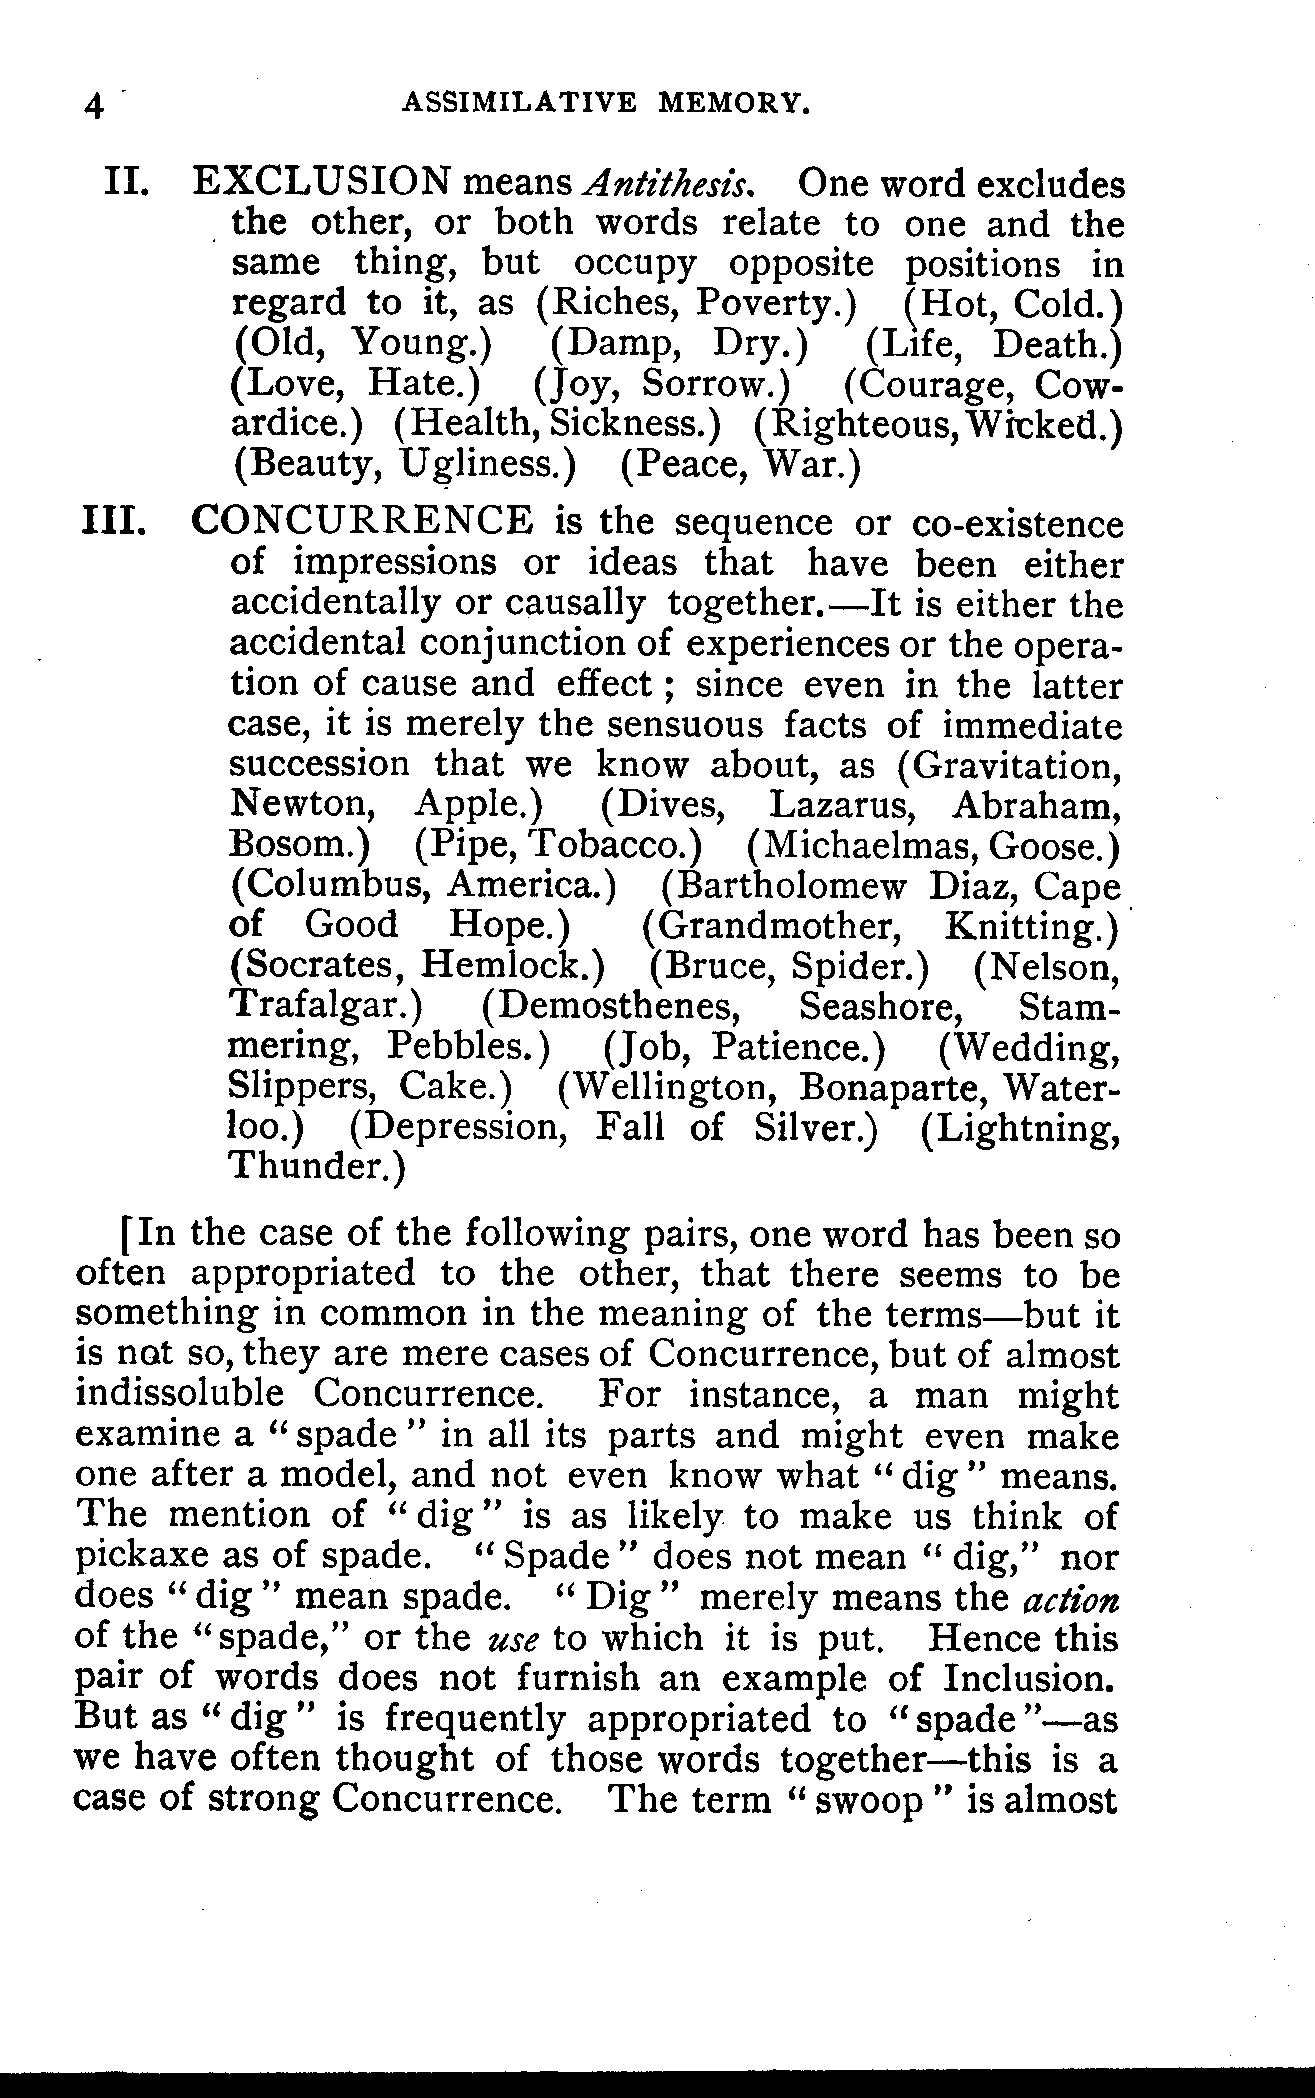 4 ASSIMILATIVE MEMORY.
II. EXCLUSION means Antithesis. One word excludes
the other, or both words relate to one and the
same thing, but occupy opposite positions in
regard to it, as (Riches, Poverty.) (Hot, Cold.)
(Old, Young.) (Damp, Dry.) (Life, Death.)
(Love, Hate.) (Joy, Sorrow.) (Courage, Cow-
ardice.) (Health, Sickness.) (Righteous, Wicked.)
(Beauty, Ugliness.) (Peace, War.)
III. CONCURRENCE is the sequence or co-existence
of impressions or ideas that have been either
accidentally or causally together.—It is either the
accidental conjunction of experiences or the opera-
tion of cause and effect; since even in the latter
case, it is merely the sensuous facts of immediate
succession that we know about, as (Gravitation,
Newton, Apple.) (Dives, Lazarus, Abraham,
Bosom.) (Pipe, Tobacco.) (Michaelmas, Goose.)
(Columbus, America.) (Bartholomew Diaz, Cape
of Good Hope.) (Grandmother, Knitting.)
(Socrates, Hemlock.) (Bruce, Spider.) (Nelson,
Trafalgar.) (Demosthenes, Seashore, Stam-
mering, Pebbles.) (Job, Patience.) (Wedding,
Slippers, Cake.) (Wellington, Bonaparte, Water-
loo.) (Depression, Fall of Silver.) (Lightning,
Thunder.)
[In the case of the following pairs, one word has been so
often appropriated to the other, that there seems to be
something in common in the meaning of the terms—but it
is not so, they are mere cases of Concurrence, but of almost
indissoluble Concurrence. For instance, a man might
examine a "spade" in all its parts and might even make
one after a model, and not even know what "dig" means.
The mention of "dig" is as likely to make us think of
pickaxe as of spade. "Spade" does not mean "dig," nor
does "dig" mean spade. "Dig" merely means the action
of the "spade," or the use to which it is put. Hence this
pair of words does not furnish an example of Inclusion.
But as "dig" is frequently appropriated to "spade"—as
we have often thought of those words together—this is a
case of strong Concurrence. The term "swoop" is almost